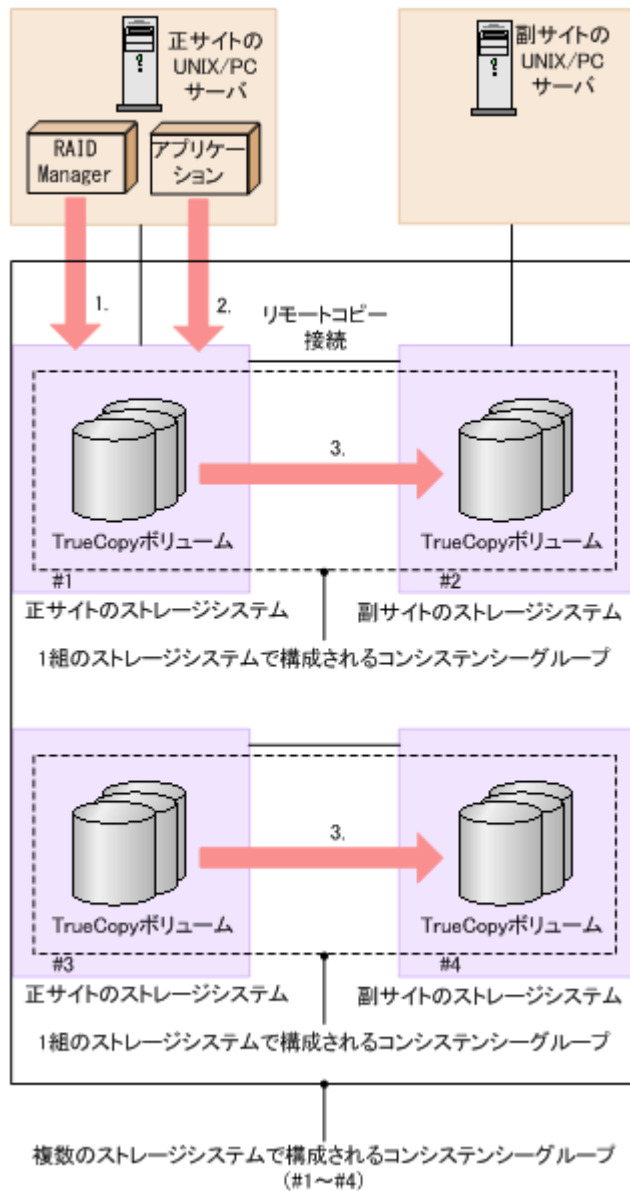 正サイトの
UNIX/PC
サーバ
副サイトの
UNIX/PC
サーバ
RAID
Manager
アプリケー
ション
1.
2.
リモートコピー
接続
3.
TrueCopyボリューム
TrueCopyボリューム
#1
#2
正サイトのストレージシステム
副サイトのストレージシステム
1組のストレージシステムで構成されるコンシステンシーグループ
3.
TrueCopyボリューム
TrueCopyボリューム
#3
#4
正サイトのストレージシステム
副サイトのストレージシステム
1組のストレージシステムで構成されるコンシステンシーグループ
複数のストレージシステムで構成されるコンシステンシーグループ
(#1～#4)